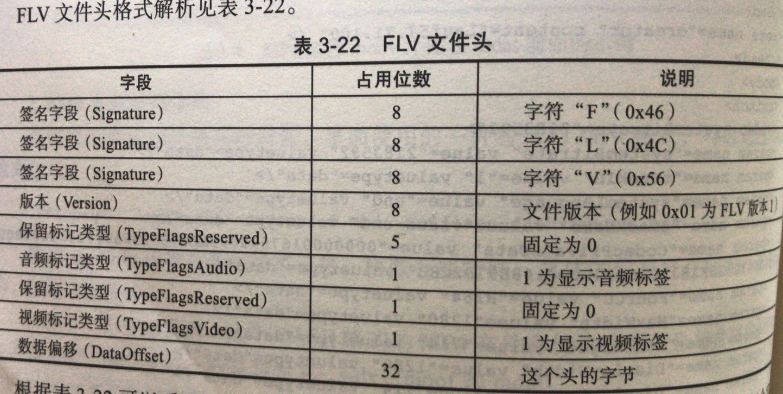 FLV 文件头格式解析见表 3-22。
表 3-22 FLV 文件头
字段 占用位数 说明
签名字段 (Signature) 8 字符“F”(0x46)
签名字段 (Signature) 8 字符“L”(0x4C)
签名字段 (Signature) 8 字符“V”(0x56)
版本 (Version) 8 文件版本 (例如 0x01 为 FLV 版本1)
保留标记类型 (TypeFlagsReserved) 5 固定为 0
音频标记类型 (TypeFlagsAudio) 1 1 为显示音频标签
保留标记类型 (TypeFlagsReserved) 1 固定为 0
视频标记类型 (TypeFlagsVideo) 1 1 为显示视频标签
数据偏移 (DataOffset) 32 这个头的字节
根据表 3-22